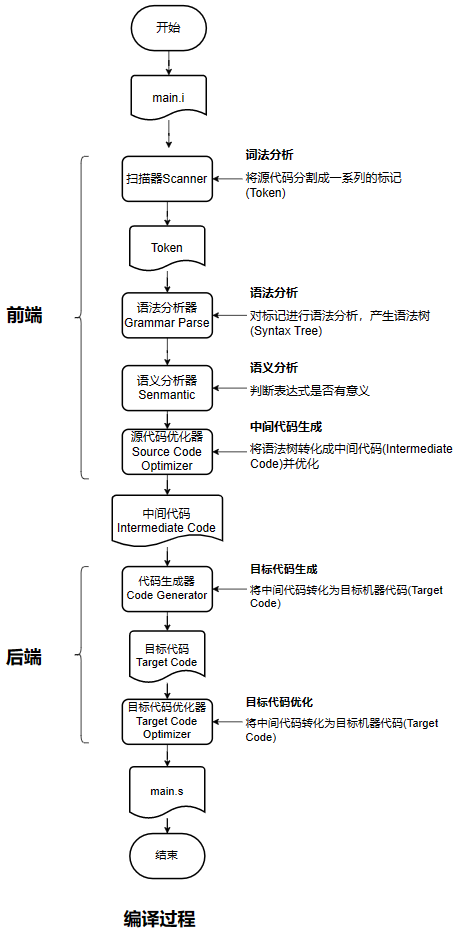 开始
main.i
词法分析
扫描器Scanner
将源代码分割成一系列的标记
(Token)
Token
前端
语法分析
语法分析器
Grammar Parse
对标记进行语法分析，产生语法树
(Syntax Tree)
语义分析
语义分析器
Senmantic
判断表达式是否有意义
中间代码生成
源代码优化器
Source Code
Optimizer
将语法树转化成中间代码(Intermediate
Code)并优化
中间代码
Intermediate Code
目标代码生成
代码生成器
Code Generator
将中间代码转化为目标机器代码(Target
Code)
后端
目标代码
Target Code
目标代码优化
目标代码优化器
Target Code
Optimizer
将中间代码转化为目标机器代码(Target
Code)
main.s
结束
编译过程